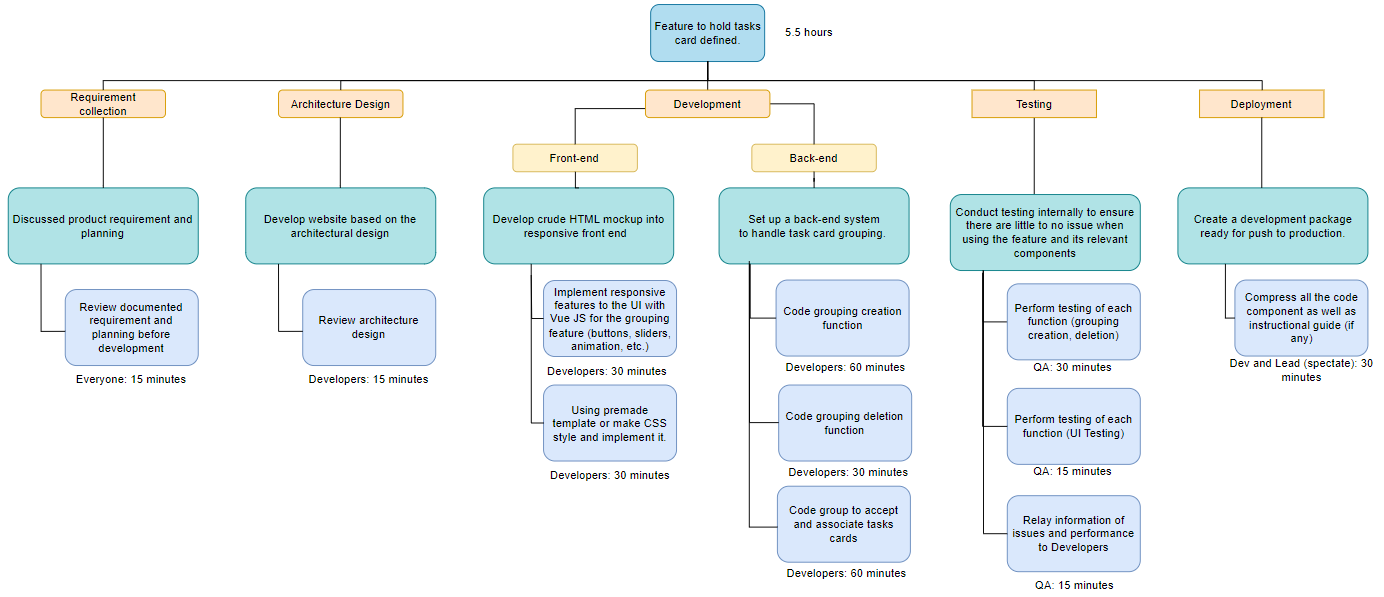 Feature to hold tasks
card defined.
5.5 hours
Requirement
collection
Architecture Design
Development
Testing
Deployment
Front-end
Back-end
Discussed product requirement and
planning
Develop website based on the
architectural design
Develop crude HTML mockup into
responsive front end
Set up a back-end system
to handle task card grouping.
Conduct testing internally to ensure
there are little to no issue when
using the feature and its relevant
components
Create a development package
ready for push to production.
Review documented
requirement and
planning before
development
Everyone: 15 minutes
Review architecture
design
Developers: 15 minutes
Implement responsive
features to the UI with
Vue JS for the grouping
feature (buttons, sliders,
animation, etc.)
Developers: 30 minutes
Using premade
template or make CSS
style and implement it.
Developers: 30 minutes
Code grouping creation
function
Developers: 60 minutes
Code grouping deletion
function
Developers: 30 minutes
Code group to accept
and associate tasks
cards
Developers: 60 minutes
Perform testing of each
function (grouping
creation, deletion)
QA: 30 minutes
Perform testing of each
function (UI Testing)
QA: 15 minutes
Relay information of
issues and performance
to Developers
QA: 15 minutes
Compress all the code
component as well as
instructional guide (if
any)
Dev and Lead (spectate): 30
minutes